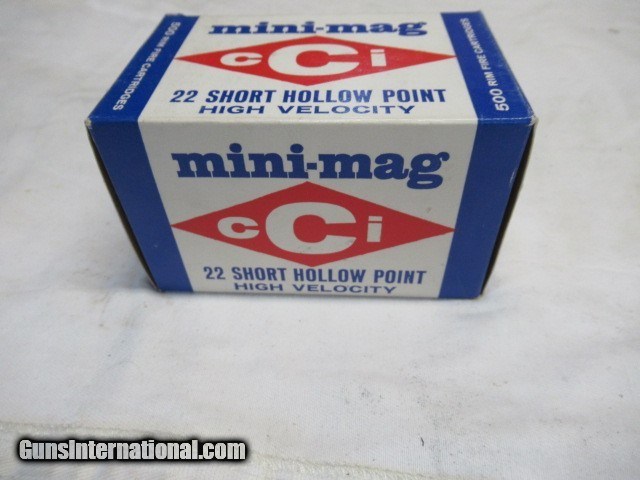 mini-mag
CCi
22 SHORT HOLLOW POINT
HIGH VELOCITY
500 RIM FIRE CARTRIDGES
500 RIM FIRE CARTRIDGES
mini-mag
CCi
22 SHORT HOLLOW POINT
HIGH VELOCITY
GunsInternational.com